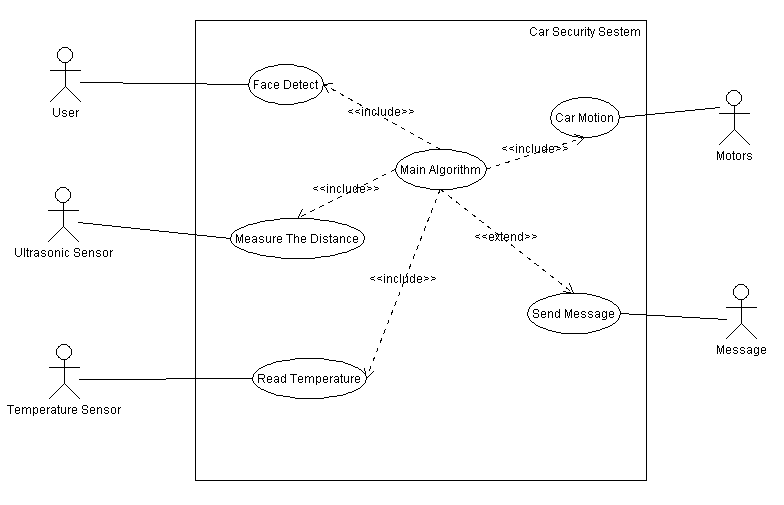 Car Security Sestem
User
Face Detect
<<include>>
Car Motion
Motors
<<include>>
Main Algorithm
<<include>>
Ultrasonic Sensor
Measure The Distance
<<extend>>
<<include>>
Send Message
Message
Temperature Sensor
Read Temperature